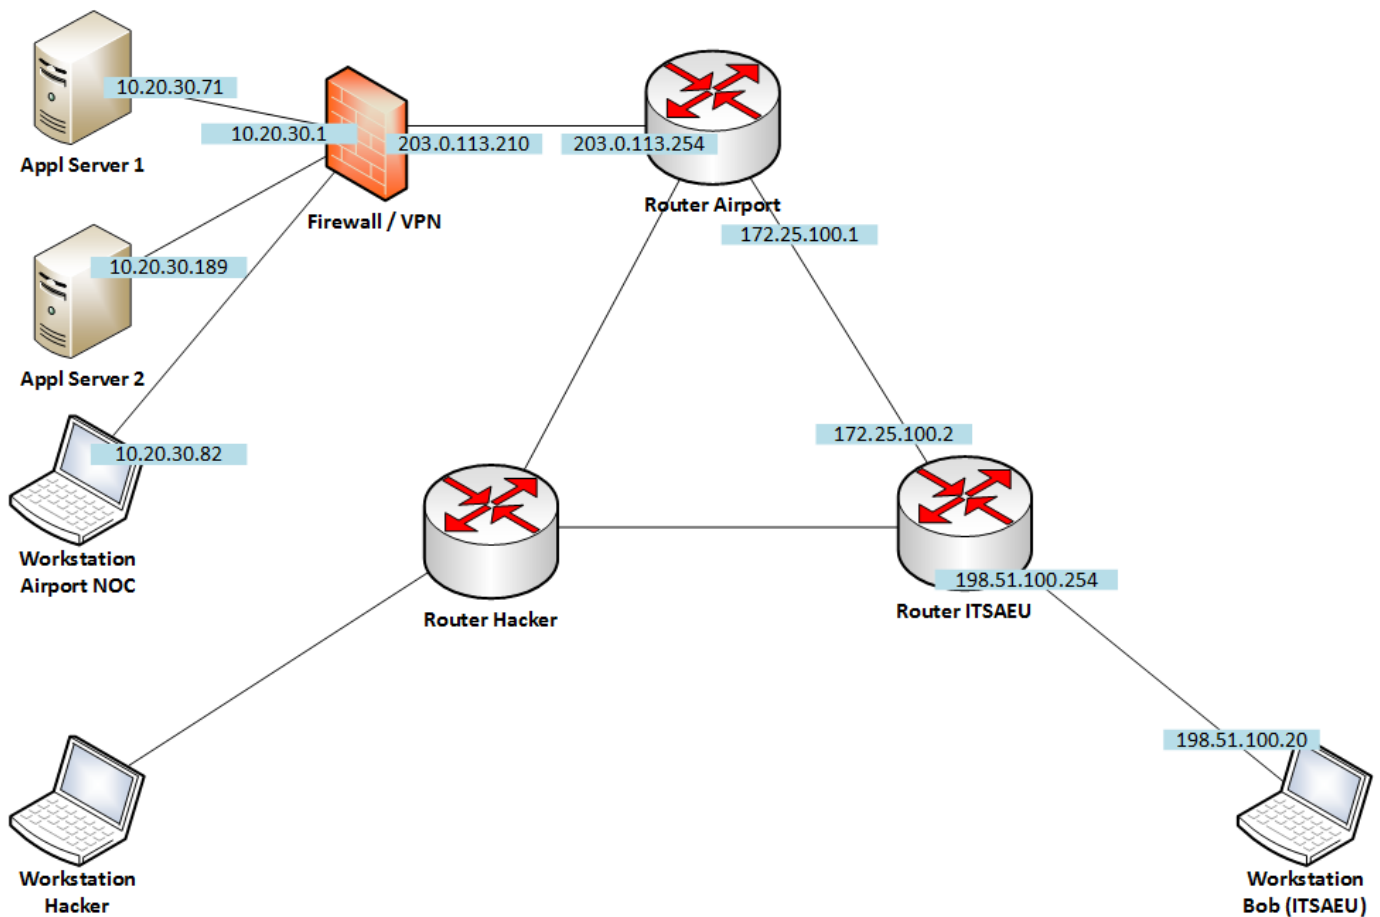 10.20.30.71
Appl Server 1
10.20.30.1
203.0.113.210
203.0.113.254
Firewall / VPN
Router Airport
172.25.100.1
10.20.30.189
Appl Server 2
10.20.30.82
Workstation
Airport NOC
172.25.100.2
Router Hacker
198.51.100.254
Router ITSAEU
198.51.100.20
Workstation
Hacker
Workstation
Bob (ITSAEU)